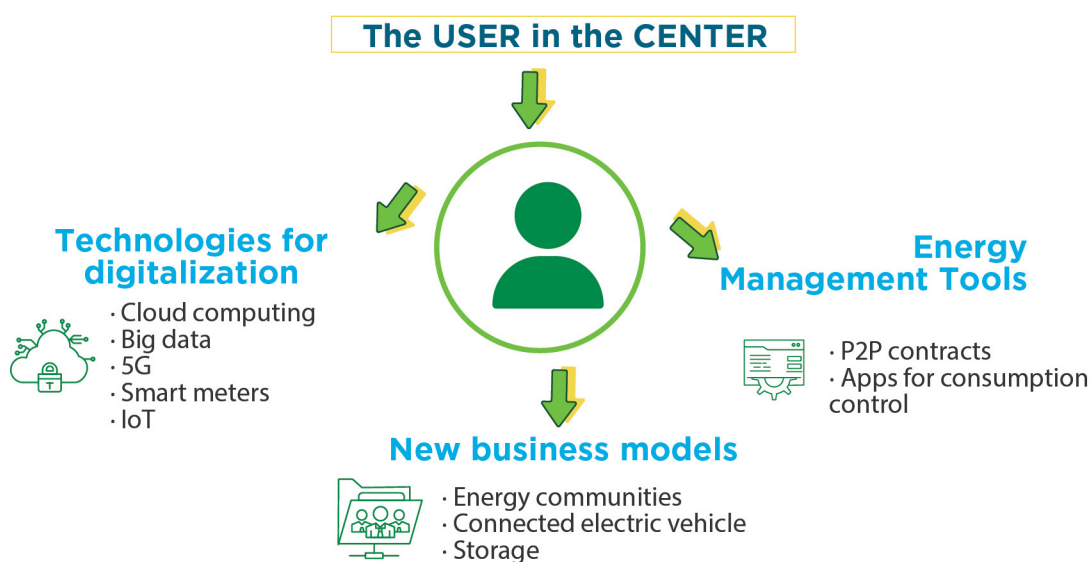 The USER in the CENTER
Technologies for
digitalization
· Cloud computing
· Big data
· 5G
· Smart meters
· IoT
T
Energy
Management Tools
· P2P contracts
· Apps for consumption
control
New business models
· Energy communities
· Connected electric vehicle
· Storage